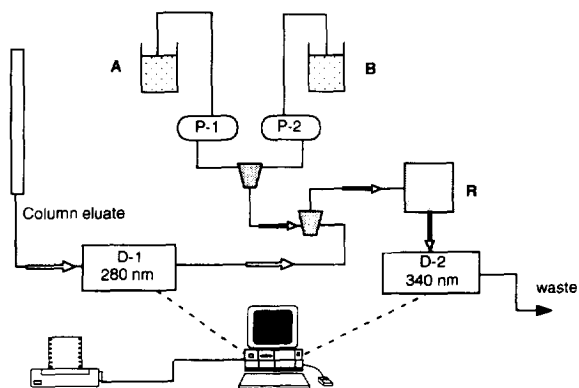 A
B
P-1
P-2
R
Column eluate
D-1
280 nm
D-2
340 nm
waste